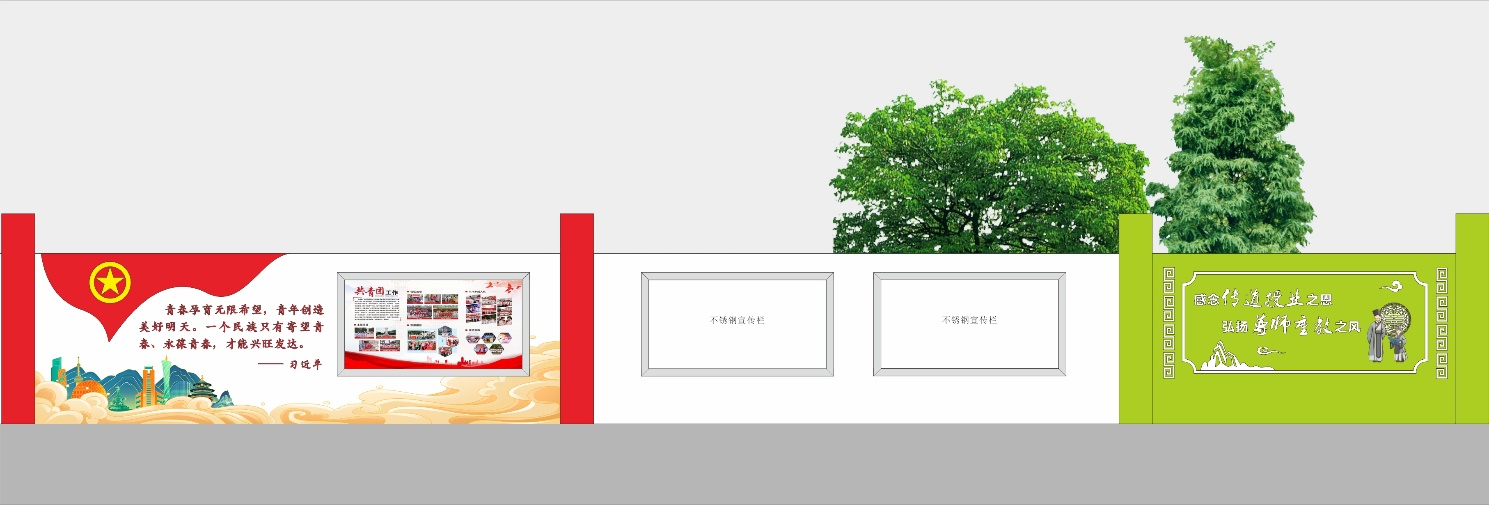 青春孕育无限希望，青年创造
美好明天。一个民族只有寄望青
春、永葆青春，才能兴旺发达。
—— 习近平
共青团工作
不锈钢宣传栏
不锈钢宣传栏
感念传道授业之恩
弘扬尊师重教之风